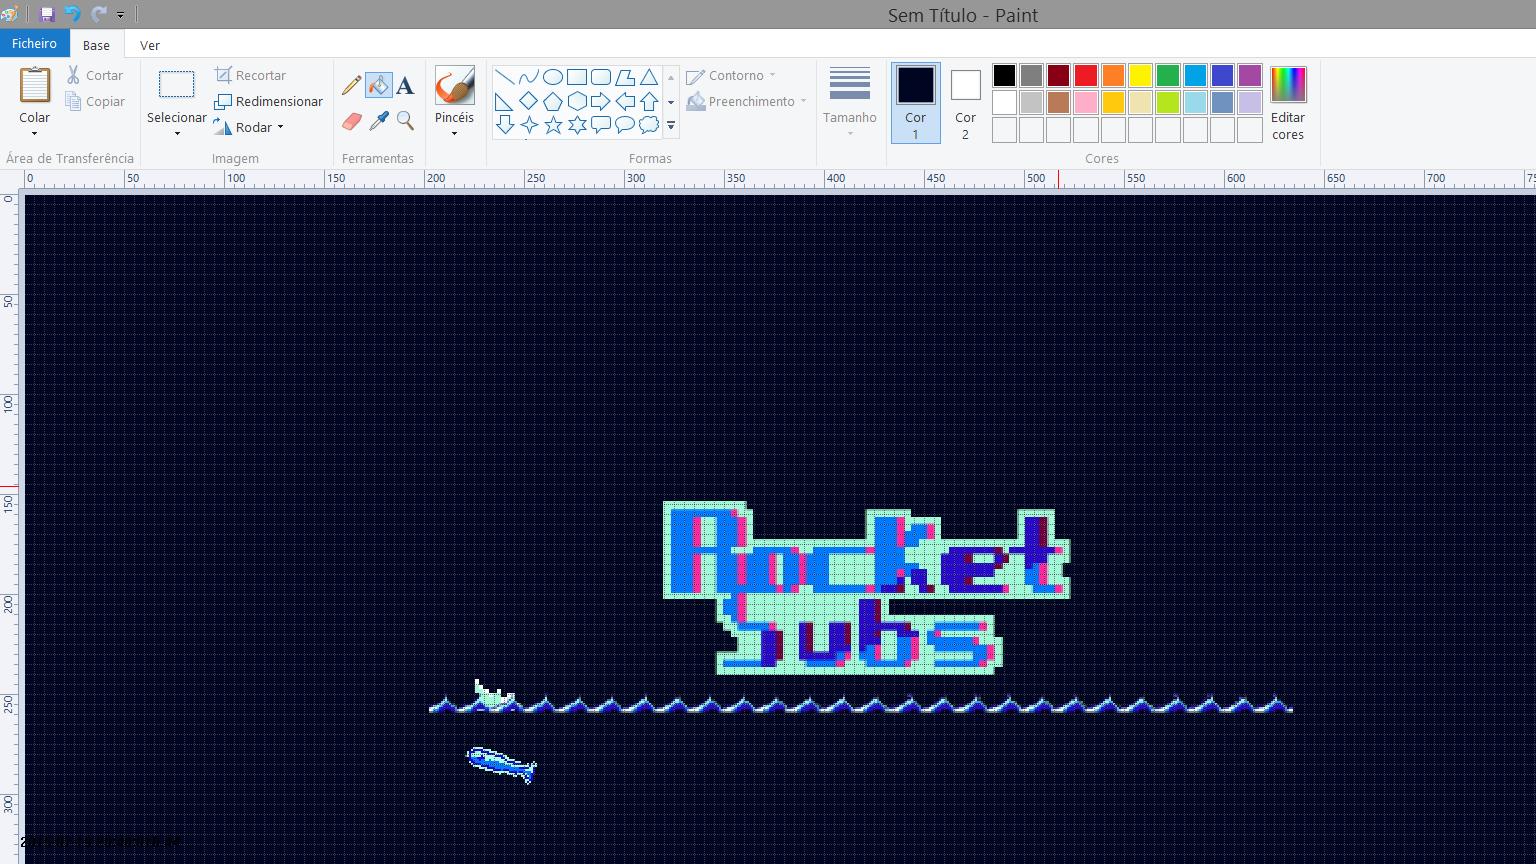 Sem Título - Paint
Ficheiro Base Ver
Colar
Cortar
Copiar
Área de Transferência
Selecionar
Recortar
Redimensionar
Rodar
Imagem
A
Ferramentas
Pincéis
Contorno
Preenchimento
Formas
Tamanho
Cor 1
Cor 2
Editar cores
Cores
0 50 100 150 200 250 300 350 400 450 500 550 600 650 700
0
50
100
150
200
250
300
Rocket
Subs